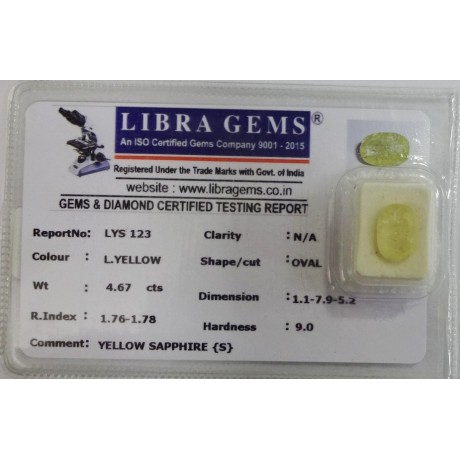 LIBRA GEMS®
An ISO Certified Gems Company 9001 - 2015
Registered Under the Trade Marks with Govt. of India
website : www.libragems.co.in
GEMS & DIAMOND CERTIFIED TESTING REPORT
ReportNo: LYS 123 Clarity : N/A
Colour : L.YELLOW Shape/cut : OVAL
Wt : 4.67 cts Dimension : 1.1-7.9-5.2
R.Index : 1.76-1.78 Hardness : 9.0
Comment: YELLOW SAPPHIRE {S}